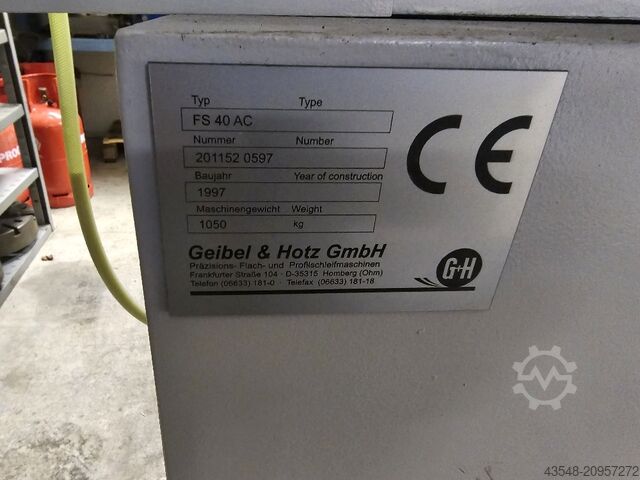 Typ Type
FS 40 AC
Nummer Number
201152 0597
Baujahr Year of construction
1997
Maschinengewicht Weight
1050 kg
Geibel & Hotz GmbH
Präzisions- Flach- und Profilschleifmaschinen
Frankfurter Straße 104 · D-35315 Homberg (Ohm)
Telefon (06633) 181-0 · Telefax (06633) 181-18
CE
G+H
43548-20957272